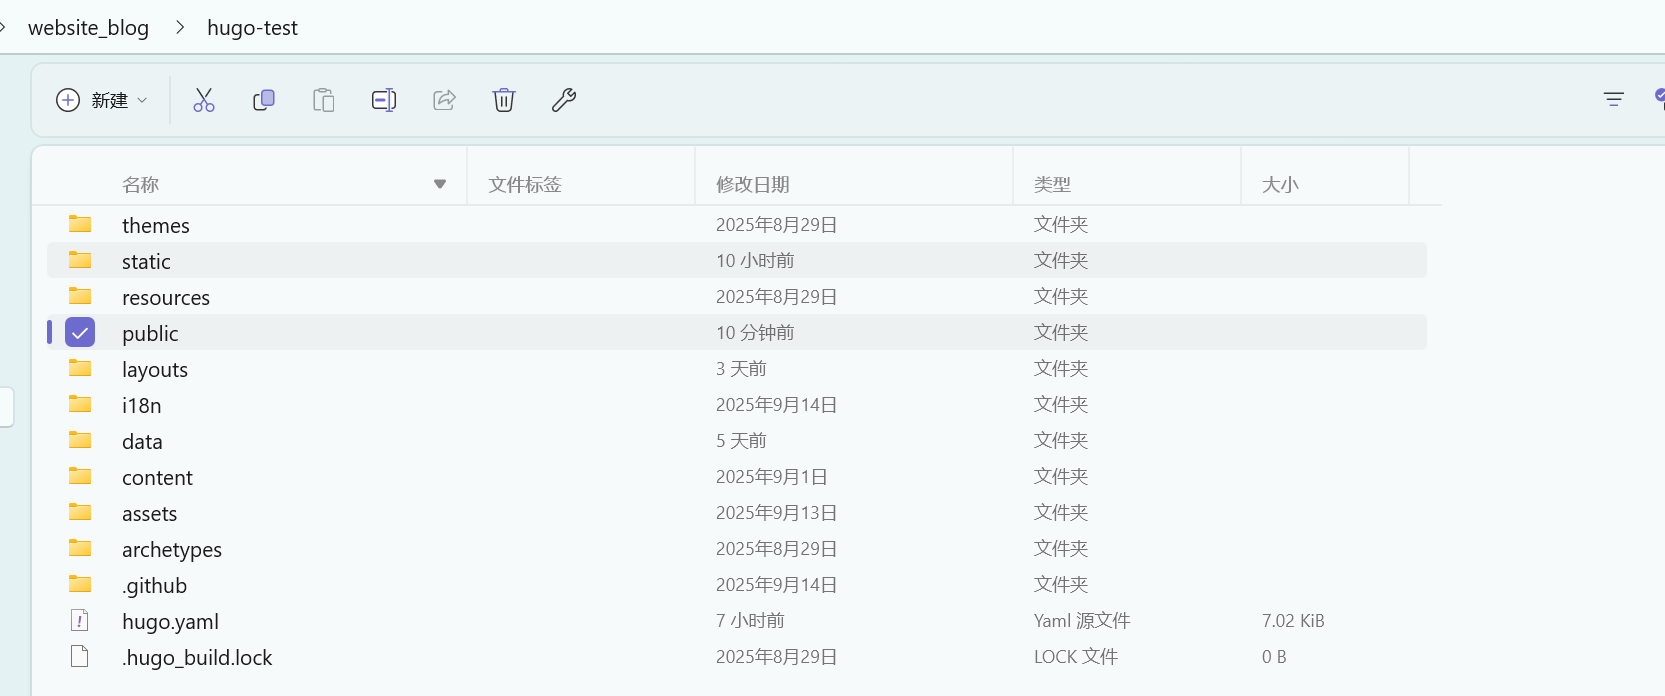 website_blog > hugo-test
新建
名称 文件标签 修改日期 类型 大小
themes 2025年8月29日 文件夹
static 10 小时前 文件夹
resources 2025年8月29日 文件夹
public 10 分钟前 文件夹
layouts 3 天前 文件夹
i18n 2025年9月14日 文件夹
data 5 天前 文件夹
content 2025年9月1日 文件夹
assets 2025年9月13日 文件夹
archetypes 2025年8月29日 文件夹
.github 2025年9月14日 文件夹
hugo.yaml 7 小时前 Yaml 源文件 7.02 KiB
.hugo_build.lock 2025年8月29日 LOCK 文件 0 B